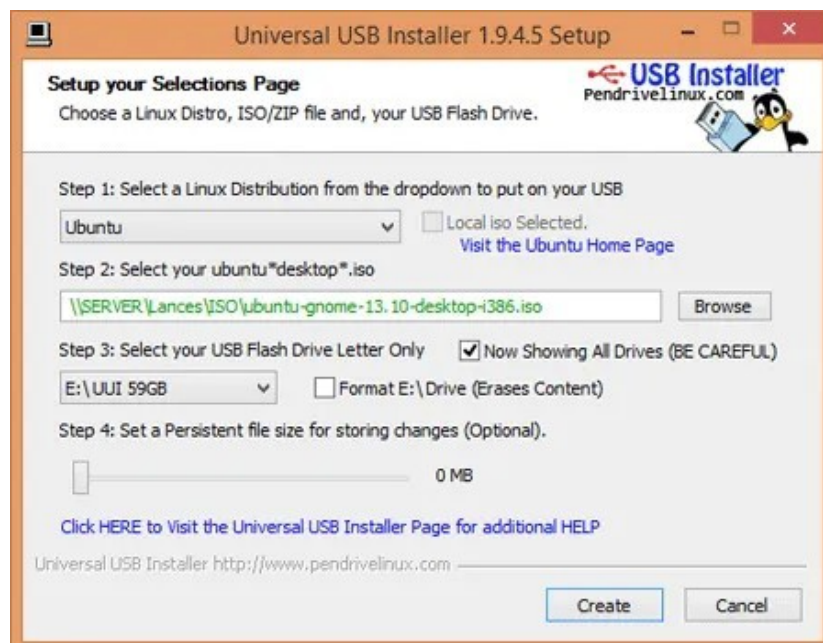 Universal USB Installer 1.9.4.5 Setup
Setup your Selections Page
Choose a Linux Distro, ISO/ZIP file and, your USB Flash Drive.
USB Installer
Pendrivelinux.com
Step 1: Select a Linux Distribution from the dropdown to put on your USB
Ubuntu
Local iso Selected.
Visit the Ubuntu Home Page
Step 2: Select your ubuntu*desktop*.iso
\\SERVER\Lances\ISO\ubuntu-gnome-13.10-desktop-i386.iso
Browse
Step 3: Select your USB Flash Drive Letter Only
Now Showing All Drives (BE CAREFUL)
E:\UUI 59GB
Format E:\Drive (Erases Content)
Step 4: Set a Persistent file size for storing changes (Optional).
0 MB
Click HERE to Visit the Universal USB Installer Page for additional HELP
Universal USB Installer http://www.pendrivelinux.com
Create
Cancel